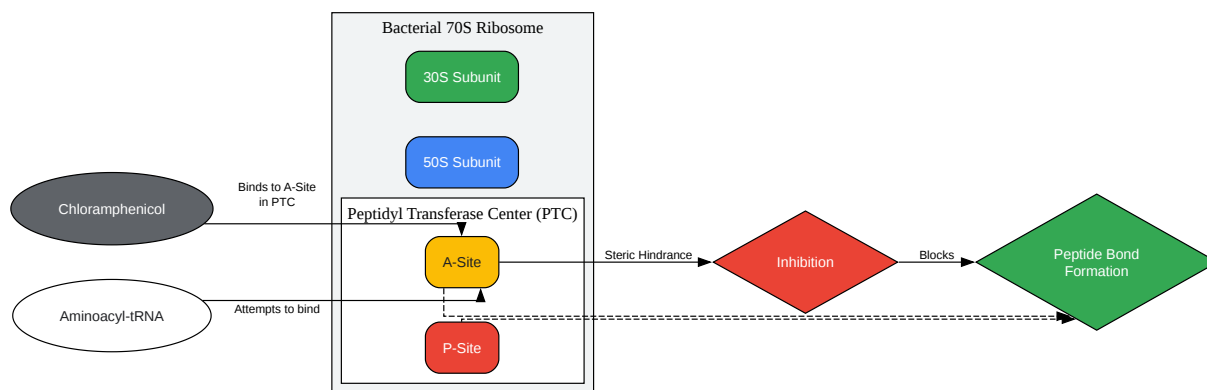 Bacterial 70S Ribosome
30S Subunit
50S Subunit
Chloramphenicol
Binds to A-Site
in PTC
Peptidyl Transferase Center (PTC)
A-Site
Steric Hindrance
Inhibition
Blocks
Peptide Bond
Formation
Aminoacyl-tRNA
Attempts to bind
P-Site